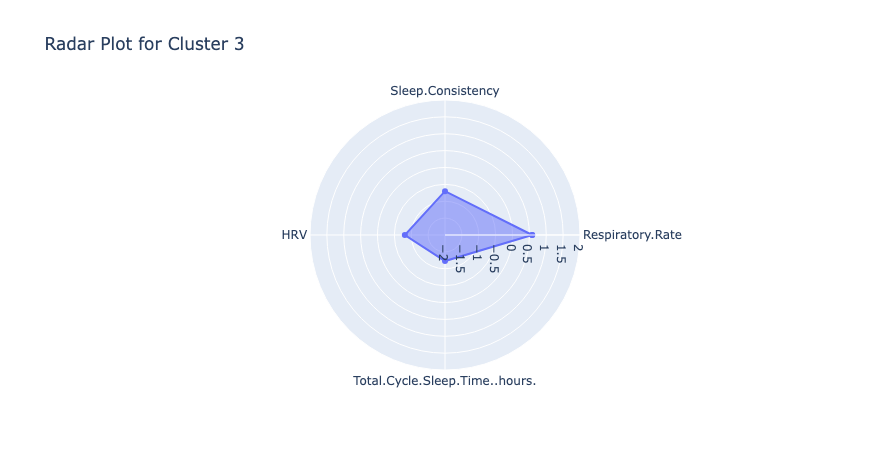 Radar Plot for Cluster 3
Sleep.Consistency
HRV
Respiratory.Rate
−2
−1.5
−1
−0.5
0
0.5
1
1.5
2
Total.Cycle.Sleep.Time..hours.